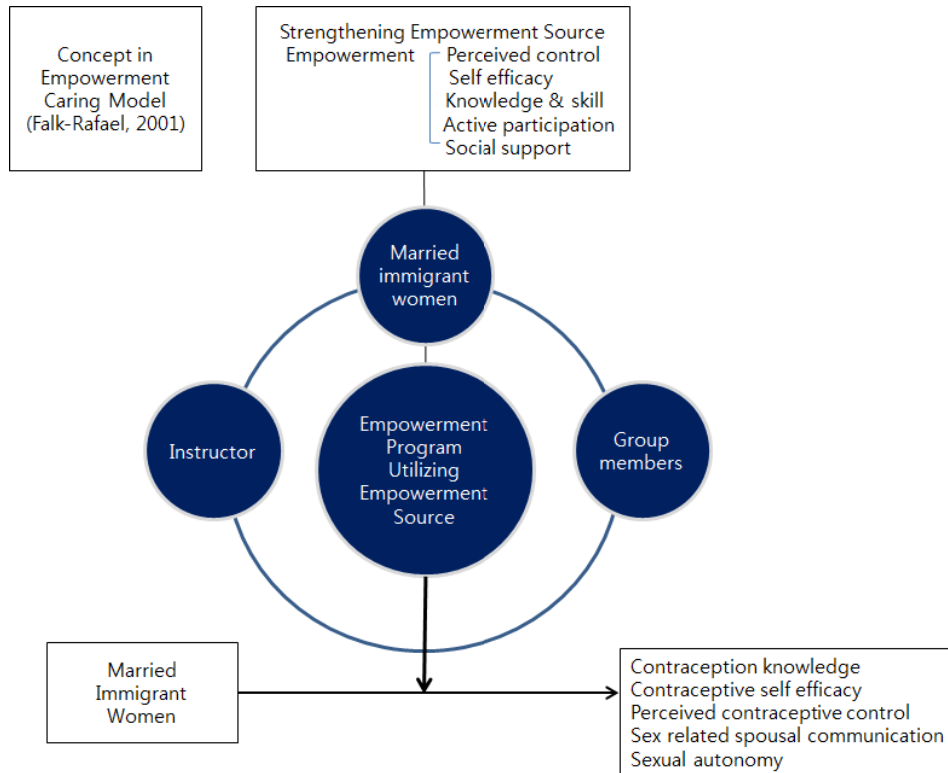 Concept in
Empowerment
Caring Model
(Falk-Rafael, 2001)
Strengthening Empowerment Source
Empowerment
Perceived control
Self efficacy
Knowledge & skill
Active participation
Social support
Married
immigrant
women
Instructor
Empowerment
Program
Utilizing
Empowerment
Source
Group
members
Married
Immigrant
Women
Contraception knowledge
Contraceptive self efficacy
Perceived contraceptive control
Sex related spousal communication
Sexual autonomy